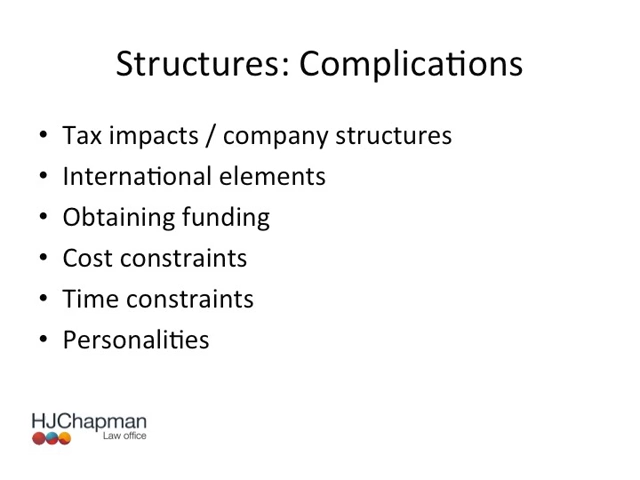 Structures: Complications
• Tax impacts / company structures
• International elements
• Obtaining funding
• Cost constraints
• Time constraints
• Personalities
HJChapman
Law office